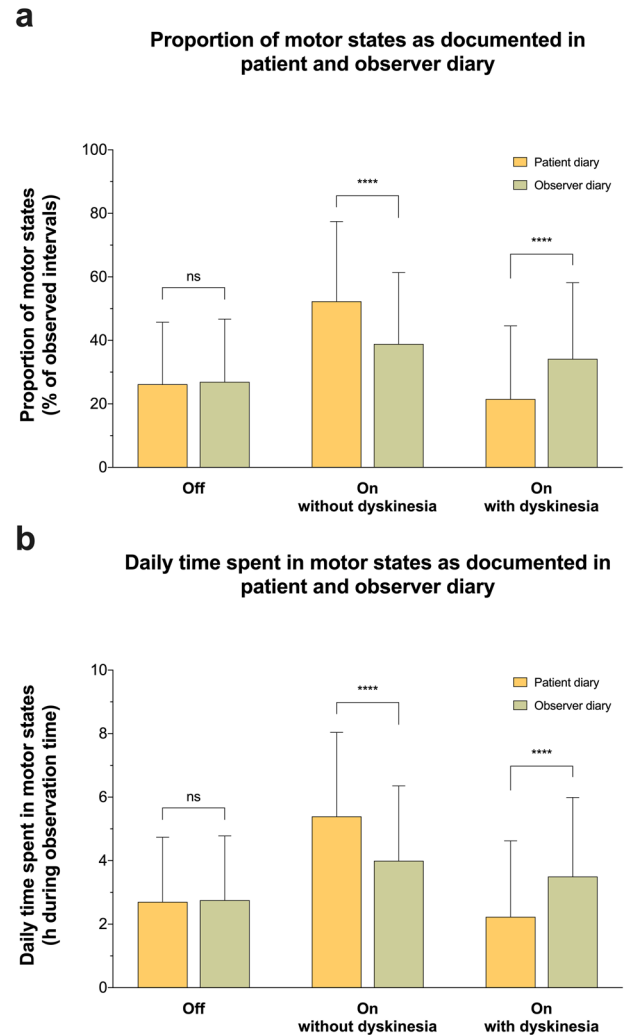 a
Proportion of motor states as documented in
patient and observer diary
Proportion of motor states
(% of observed intervals)
100
80
60
40
20
0
Patient diary
Observer diary
ns
****
****
Off
On
without dyskinesia
On
with dyskinesia
b
Daily time spent in motor states as documented in
patient and observer diary
Daily time spent in motor states
(h during observation time)
10
8
6
4
2
0
Patient diary
Observer diary
ns
****
****
Off
On
without dyskinesia
On
with dyskinesia